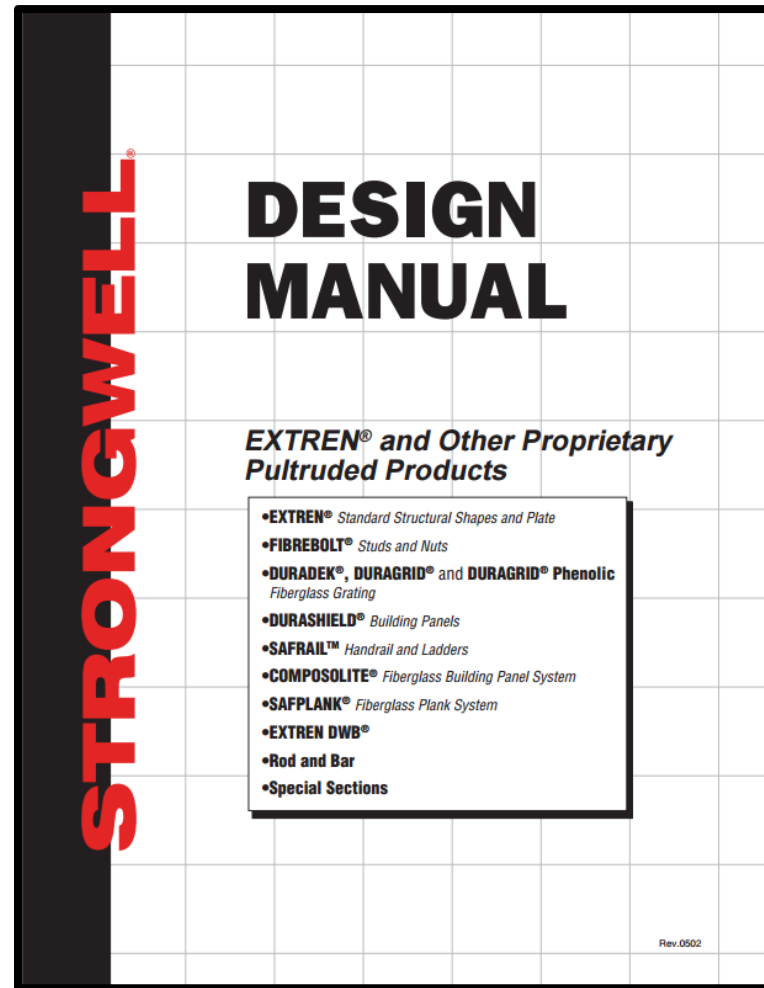 STRONGWELL®
DESIGN
MANUAL
EXTREN® and Other Proprietary
Pultruded Products
•EXTREN® Standard Structural Shapes and Plate
•FIBREBOLT® Studs and Nuts
•DURADEK®, DURAGRID® and DURAGRID® Phenolic
Fiberglass Grating
•DURASHIELD® Building Panels
•SAFRAIL™ Handrail and Ladders
•COMPOSOLITE® Fiberglass Building Panel System
•SAFPLANK® Fiberglass Plank System
•EXTREN DWB®
•Rod and Bar
•Special Sections
Rev.0502